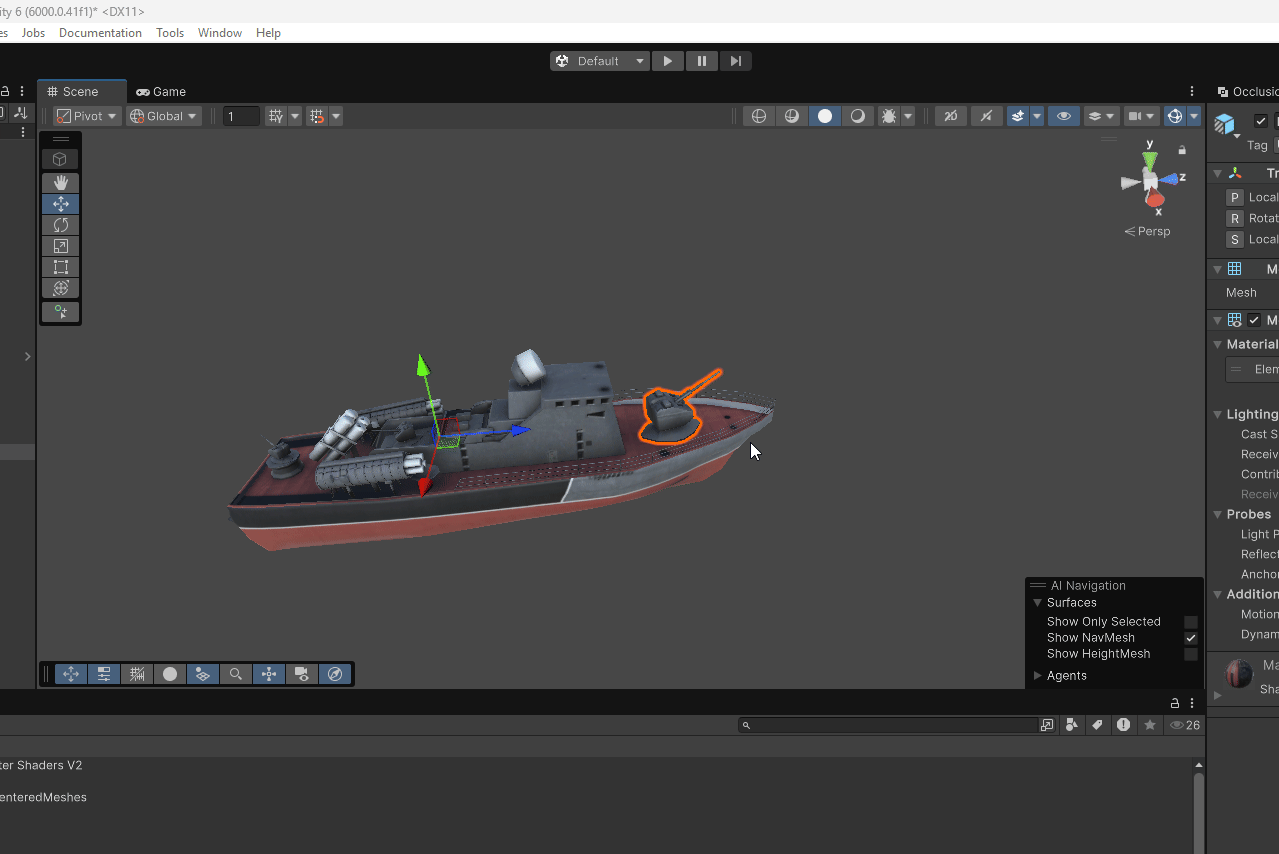 ity 6 (6000.0.41f1)* <DX11>
es Jobs Documentation Tools Window Help
Default
Scene Game Occlusio
Pivot Global 1 2D
Tag
y
z
x
Persp
Tr
P Local
R Rotat
S Local
M
Mesh
M
Material
Elem
Lighting
Cast S
Receiv
Contrib
Receiv
Probes
Light P
Reflect
Anchor
Addition
Motion
Dynam
AI Navigation
Surfaces
Show Only Selected
Show NavMesh
Show HeightMesh
Agents
Ma
Sha
26
ter Shaders V2
enteredMeshes